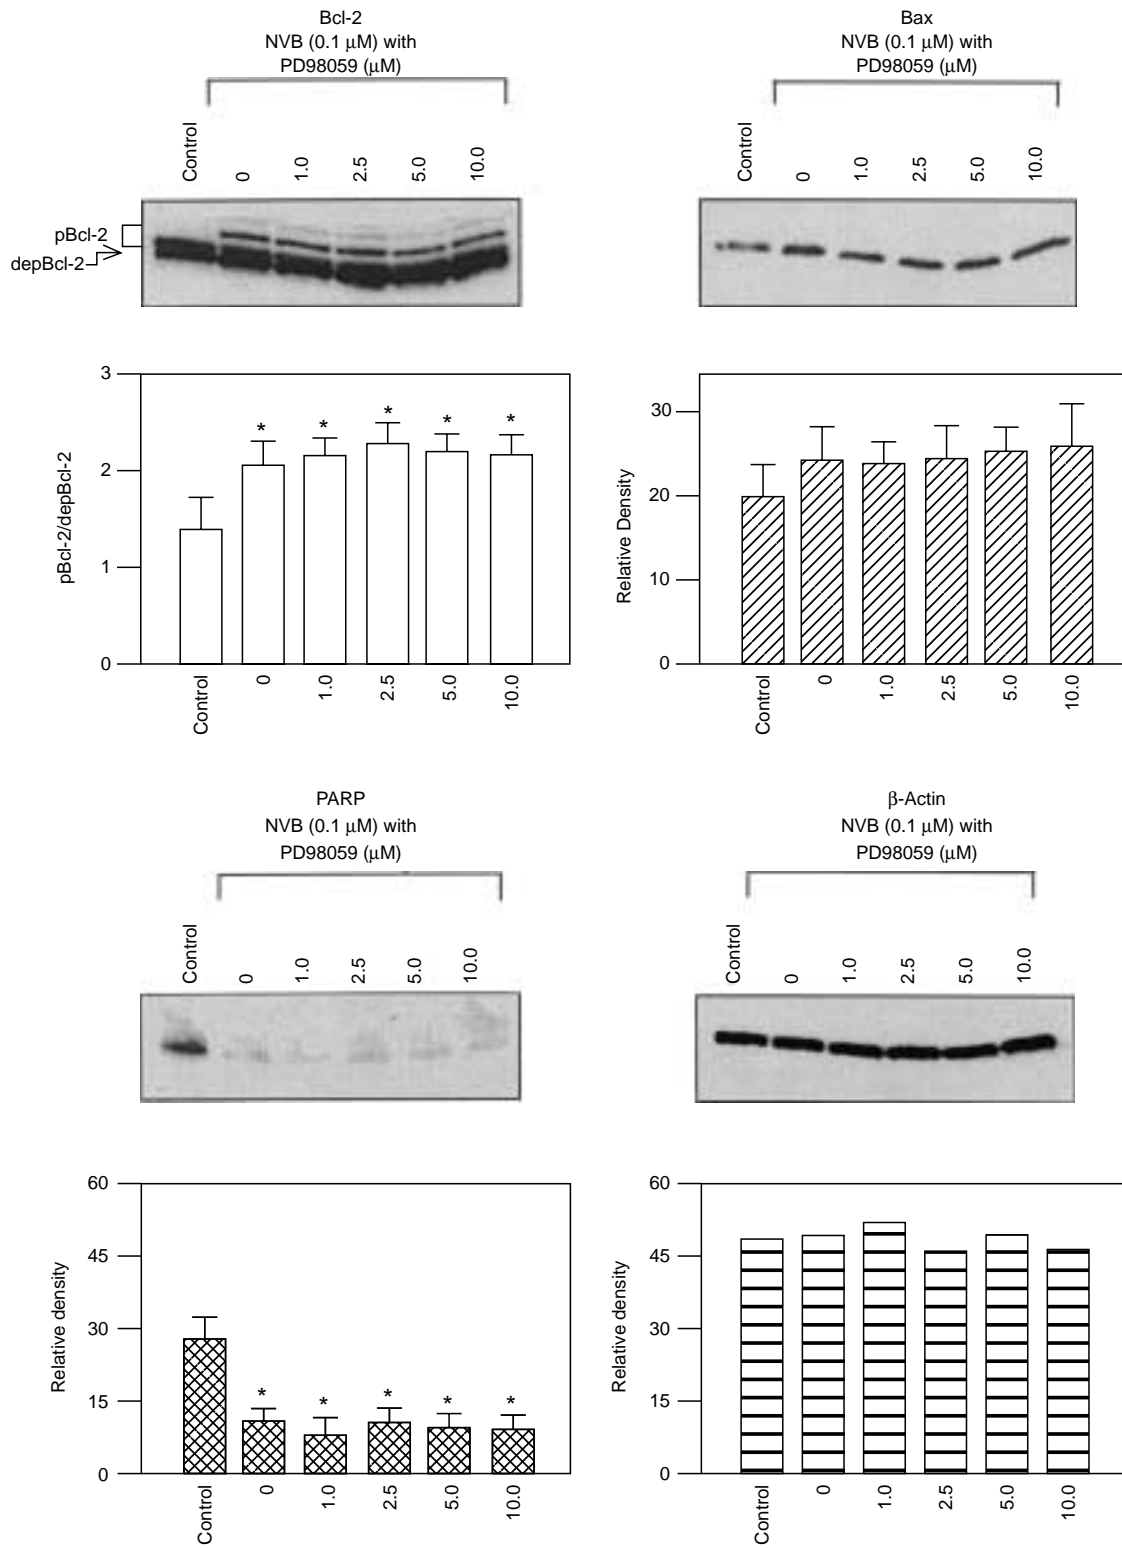 Bcl-2
NVB (0.1 μM) with
PD98059 (μM)
Control
0
1.0
2.5
5.0
10.0
pBcl-2
depBcl-2
Bax
NVB (0.1 μM) with
PD98059 (μM)
Control
0
1.0
2.5
5.0
10.0
pBcl-2/depBcl-2
3
2
1
0
*
*
*
*
*
Control
0
1.0
2.5
5.0
10.0
Relative Density
30
20
10
0
Control
0
1.0
2.5
5.0
10.0
PARP
NVB (0.1 μM) with
PD98059 (μM)
Control
0
1.0
2.5
5.0
10.0
β-Actin
NVB (0.1 μM) with
PD98059 (μM)
Control
0
1.0
2.5
5.0
10.0
Relative density
60
45
30
15
0
*
*
*
*
*
Control
0
1.0
2.5
5.0
10.0
Relative density
60
45
30
15
0
Control
0
1.0
2.5
5.0
10.0